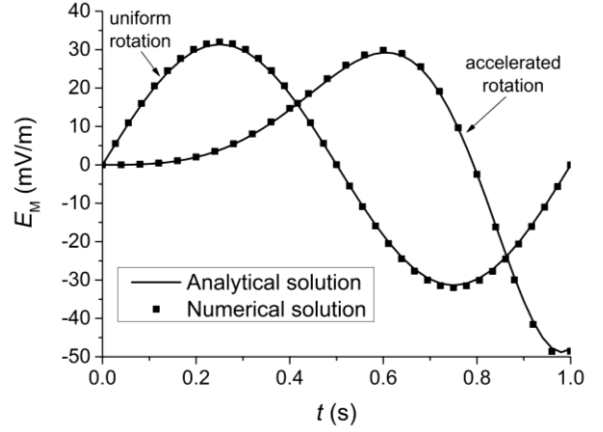 uniform
rotation
accelerated
rotation
40
30
20
10
0
-10
-20
-30
-40
-50
E_M (mV/m)
Analytical solution
Numerical solution
0.0 0.2 0.4 0.6 0.8 1.0
t (s)